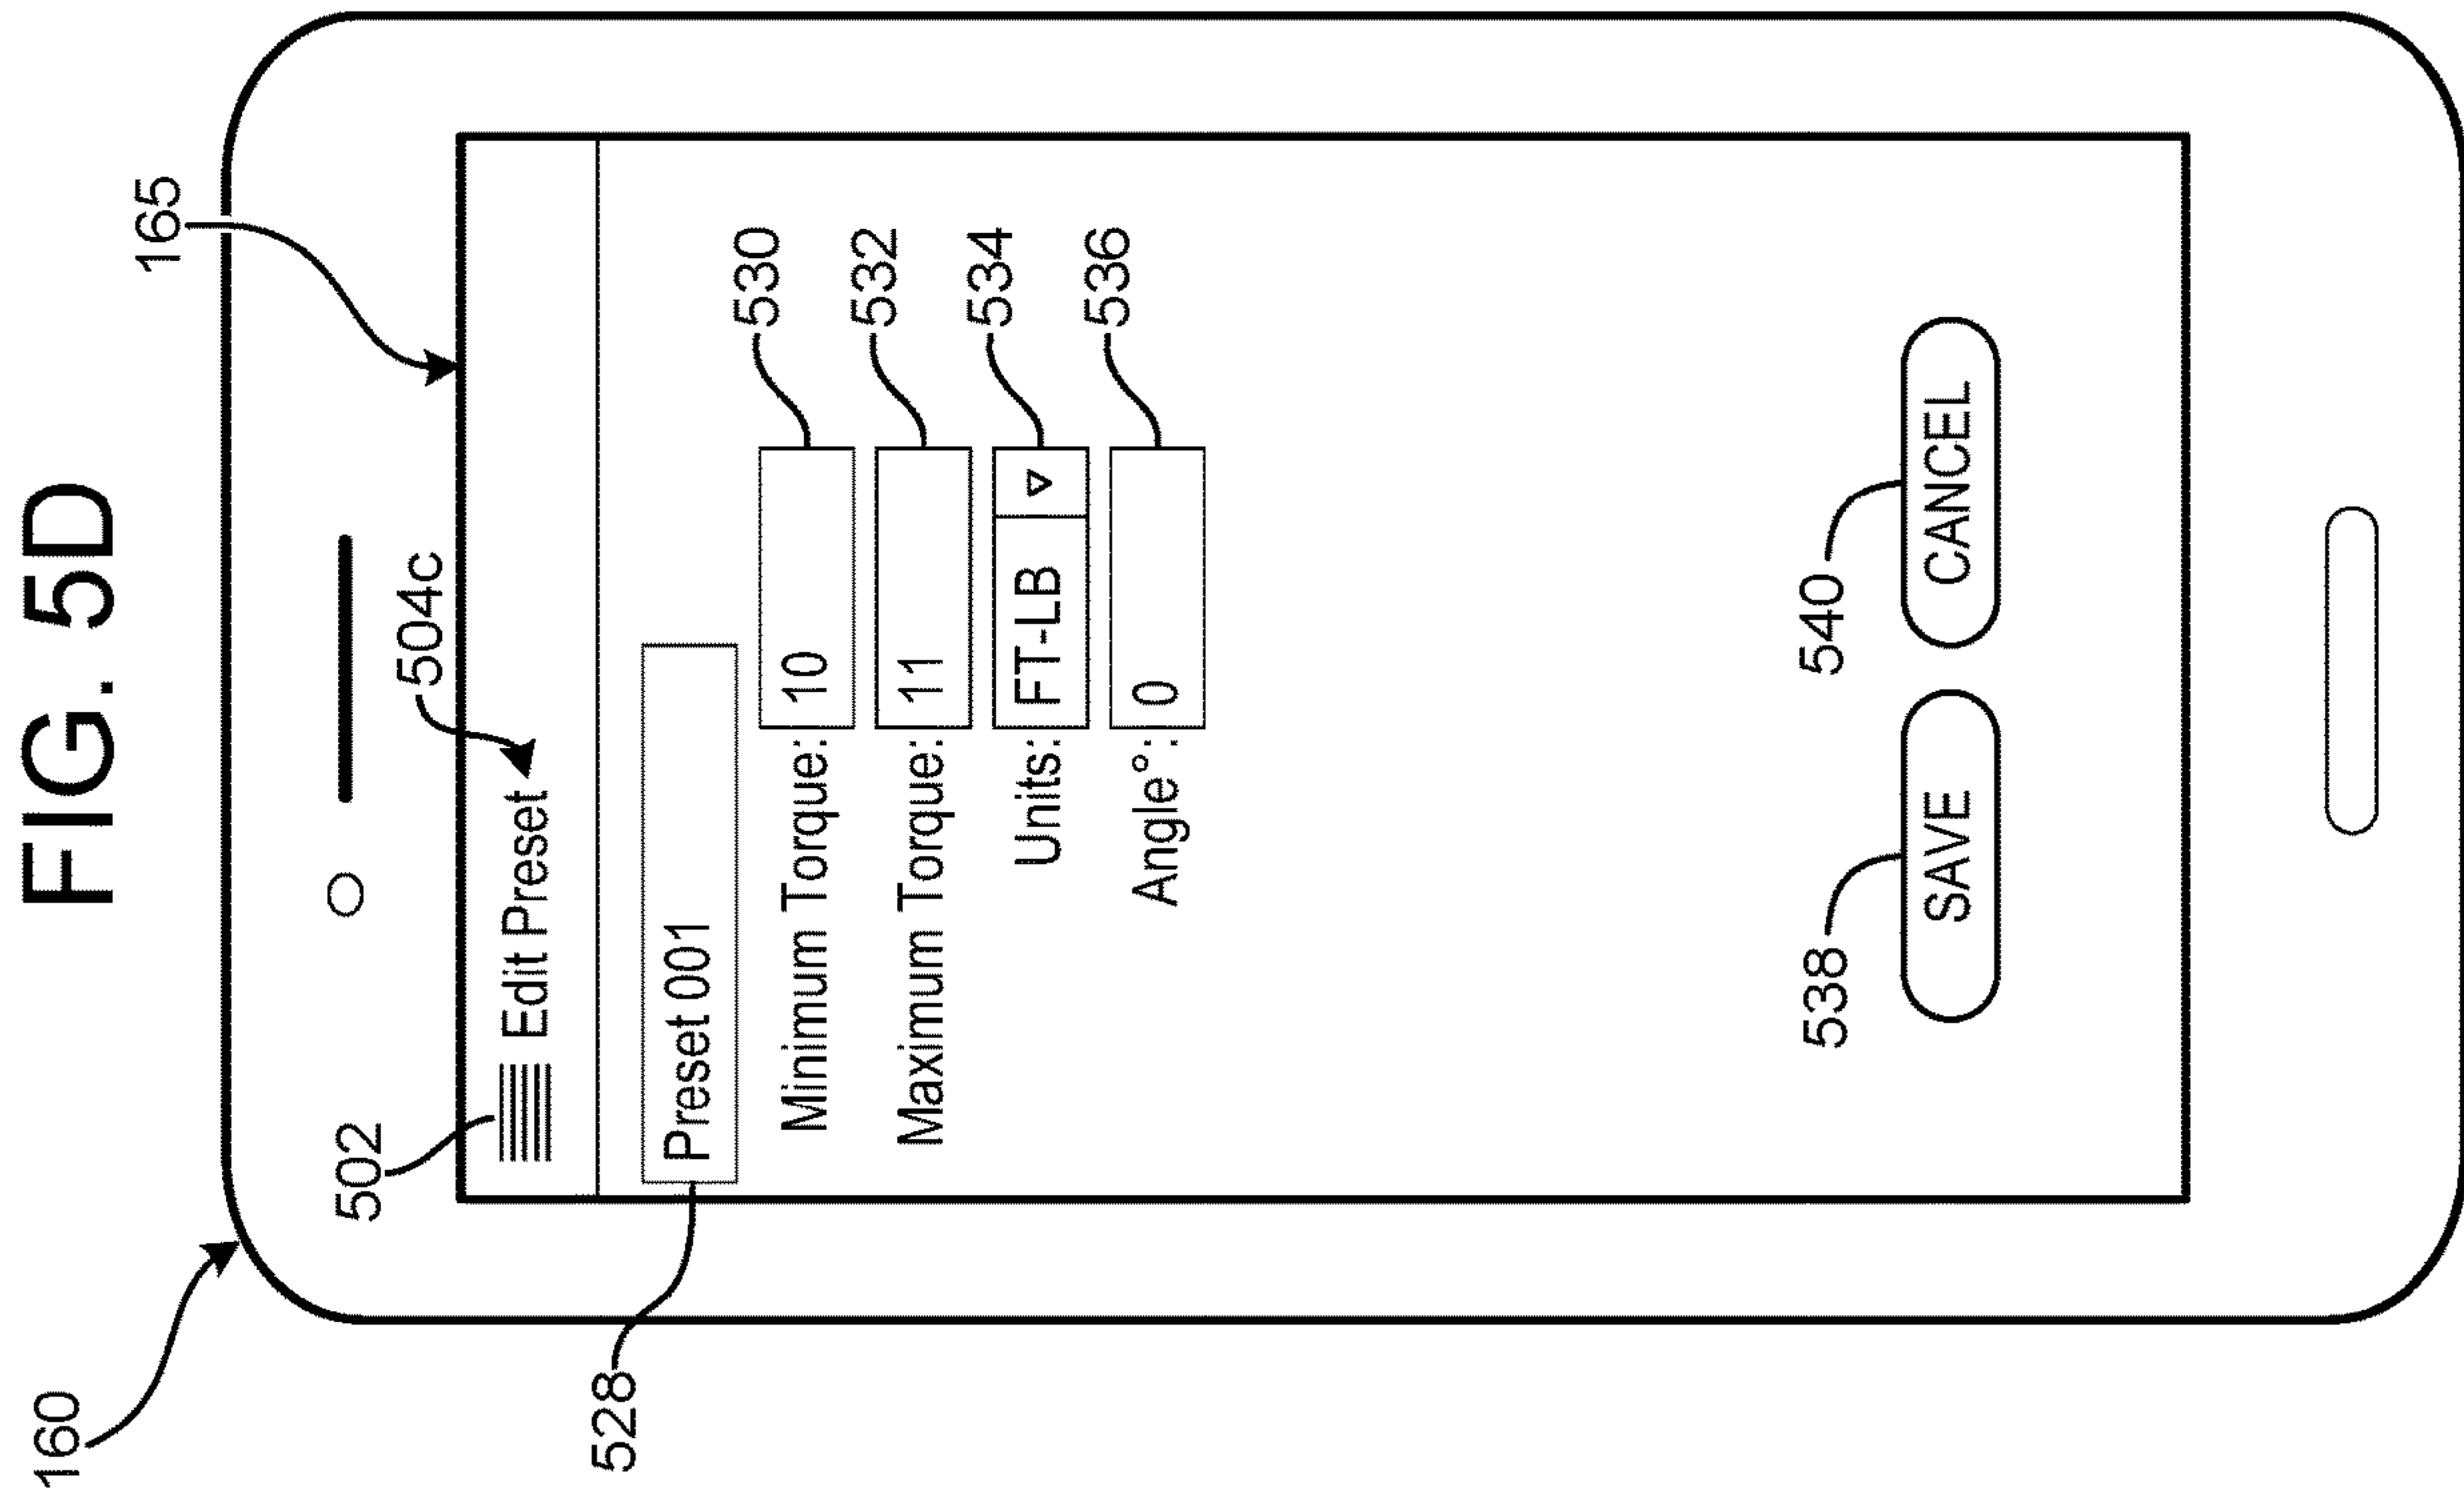 FIG. 5D
160
165
502
504c
Edit Preset
528
Preset 001
Minimum Torque: 10
530
Maximum Torque: 11
532
Units: FT-LB
534
Angle°: 0
536
538
540
SAVE
CANCEL